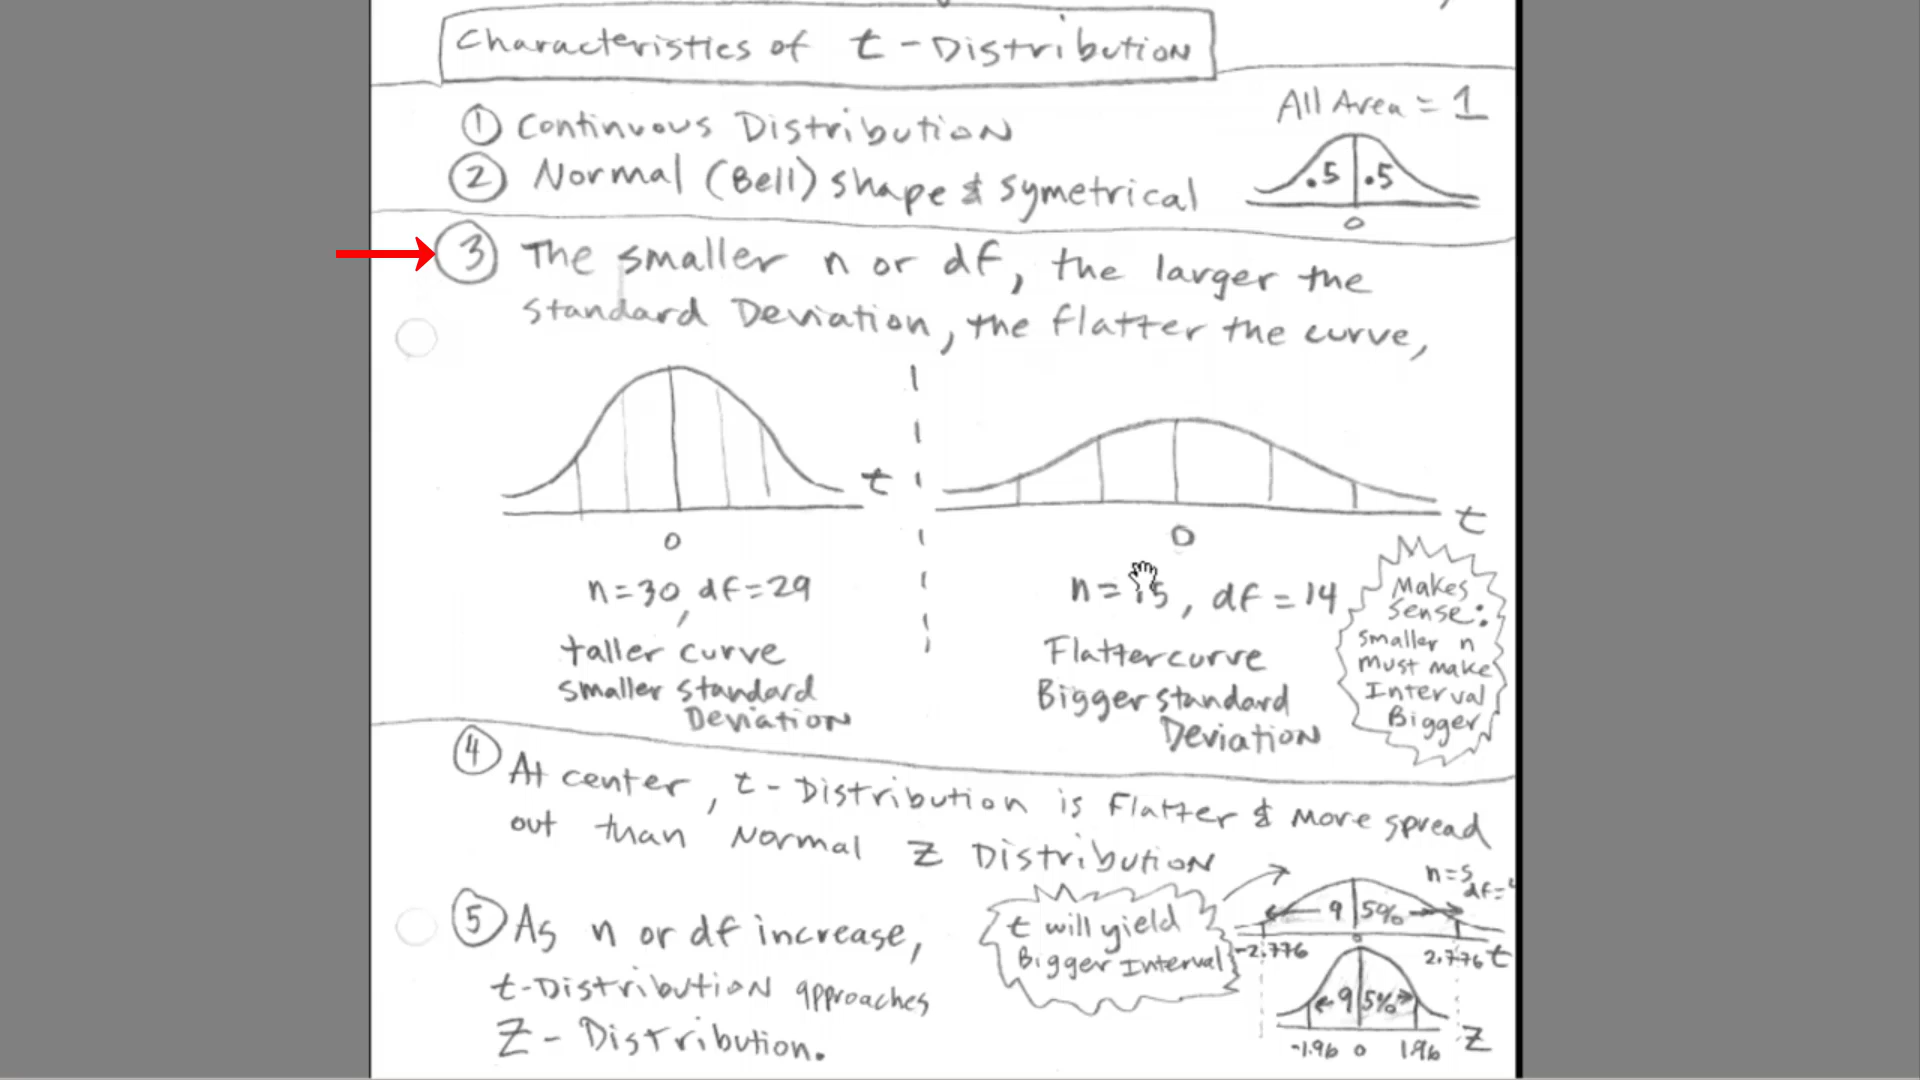 Characteristics of t - Distribution
All Area = 1
① Continuous Distribution
② Normal (Bell) shape & symetrical
.5 .5
0
③ The smaller n or df, the larger the
standard Deviation, the flatter the curve,
t
0
n=30, df=29
taller curve
smaller standard
Deviation
t
0
n=15, df=14
Flatter curve
Bigger standard
Deviation
Makes
sense:
smaller n
must make
Interval
Bigger
④ At center, t - Distribution is Flatter & More spread
out than Normal Z Distribution
⑤ As n or df increase,
t-Distribution approaches
Z - Distribution.
t will yield
Bigger Interval
n=5
df=4
95%
0
-2.776 2.776 t
95%
-1.96 0 1.96 Z